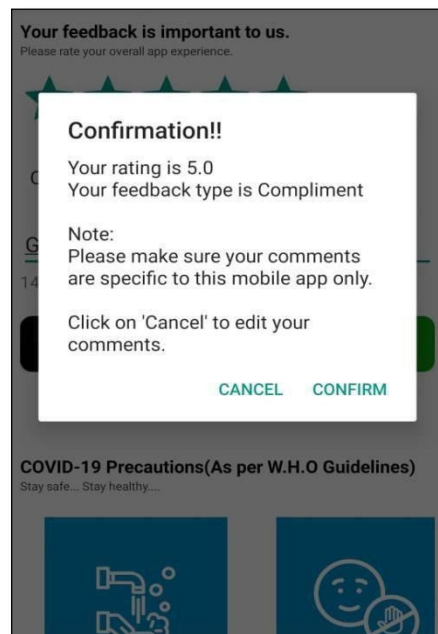 Your feedback is important to us.
Please rate your overall app experience.
Confirmation!!
Your rating is 5.0
Your feedback type is Compliment
Note:
Please make sure your comments
are specific to this mobile app only.
Click on 'Cancel' to edit your
comments.
CANCEL CONFIRM
COVID-19 Precautions(As per W.H.O Guidelines)
Stay safe... Stay healthy....